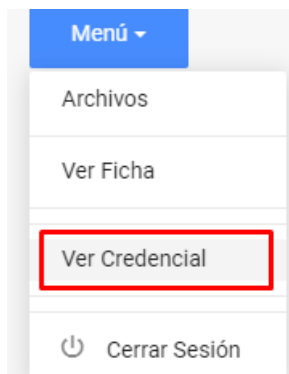 Menú
Archivos
Ver Ficha
Ver Credencial
Cerrar Sesión